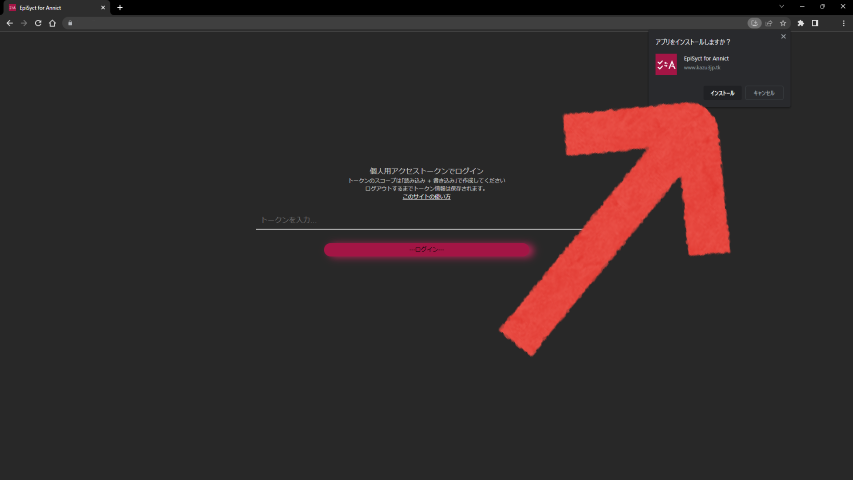 EpiSyct for Annict
アプリをインストールしますか？
EpiSyct for Annict
インストール
キャンセル
個人用アクセストークンでログイン
トークンのスコープは「読み込み + 書き込み」で作成してください
ログアウトするまでトークン情報は保存されます。
このサイトの使い方
トークンを入力...
--ログイン--